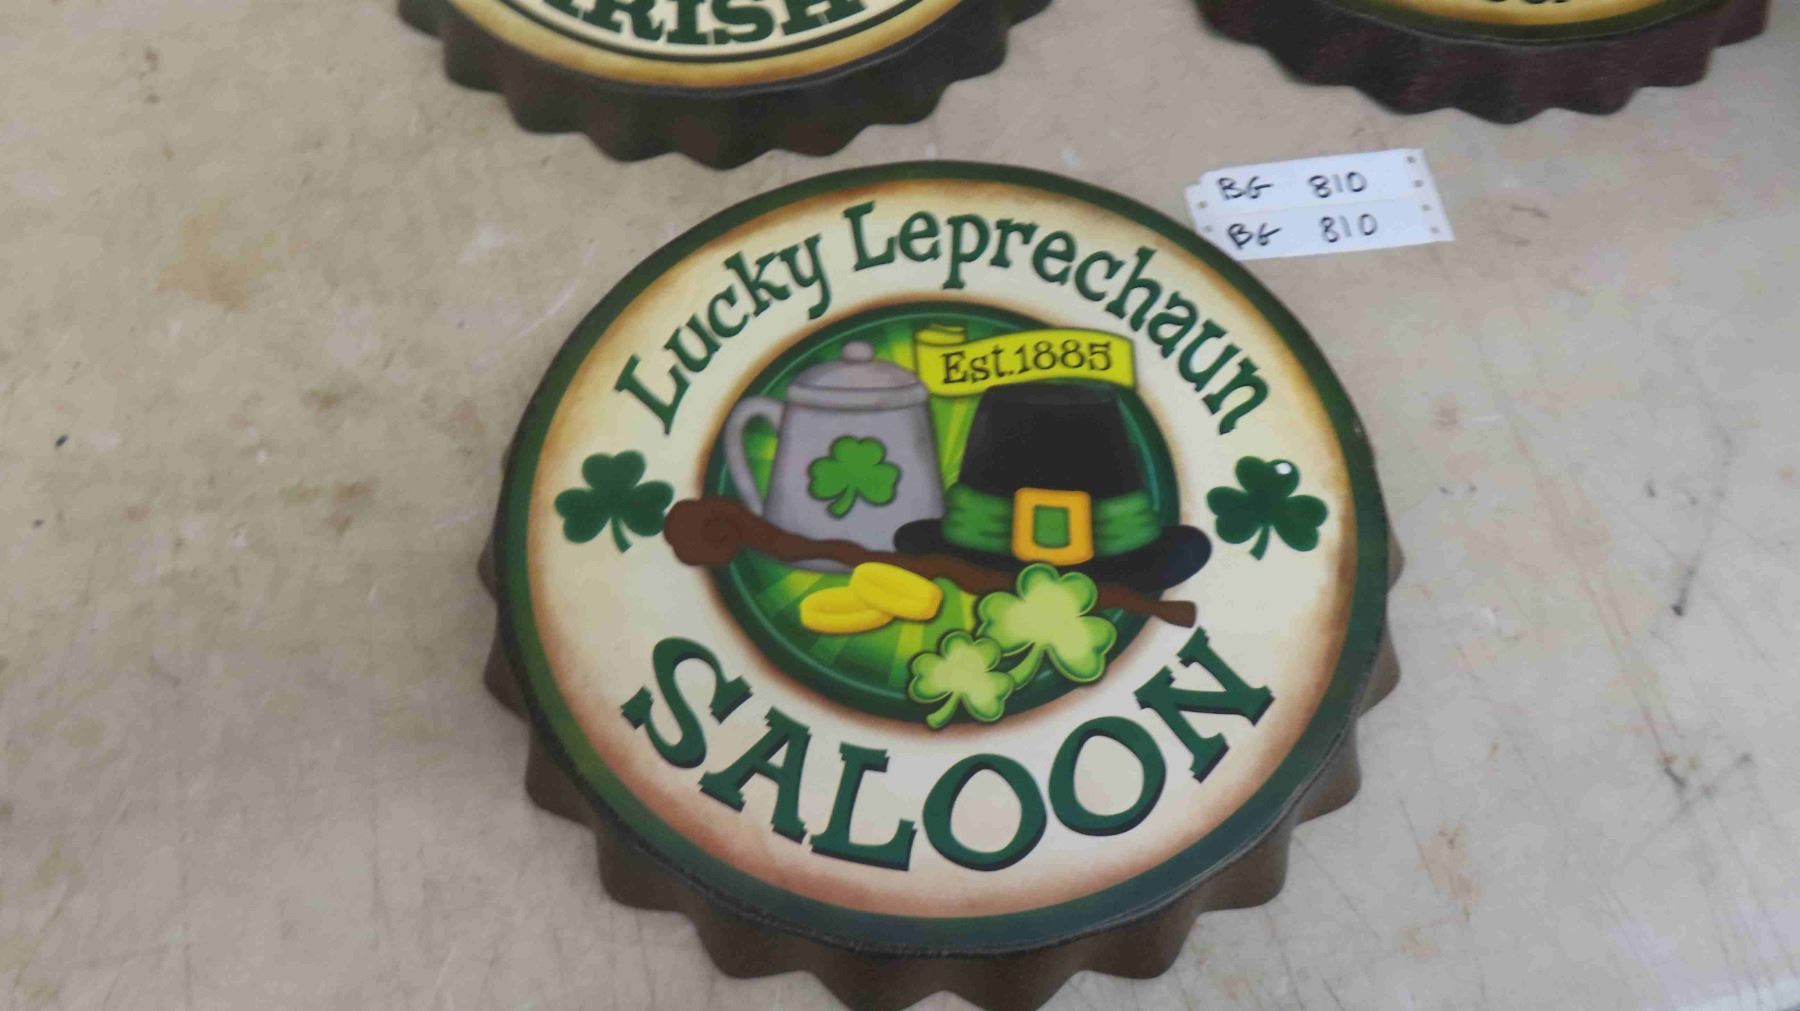 IRISH
BG 810
BG 810
Lucky Leprechaun
Est.1885
SALOON